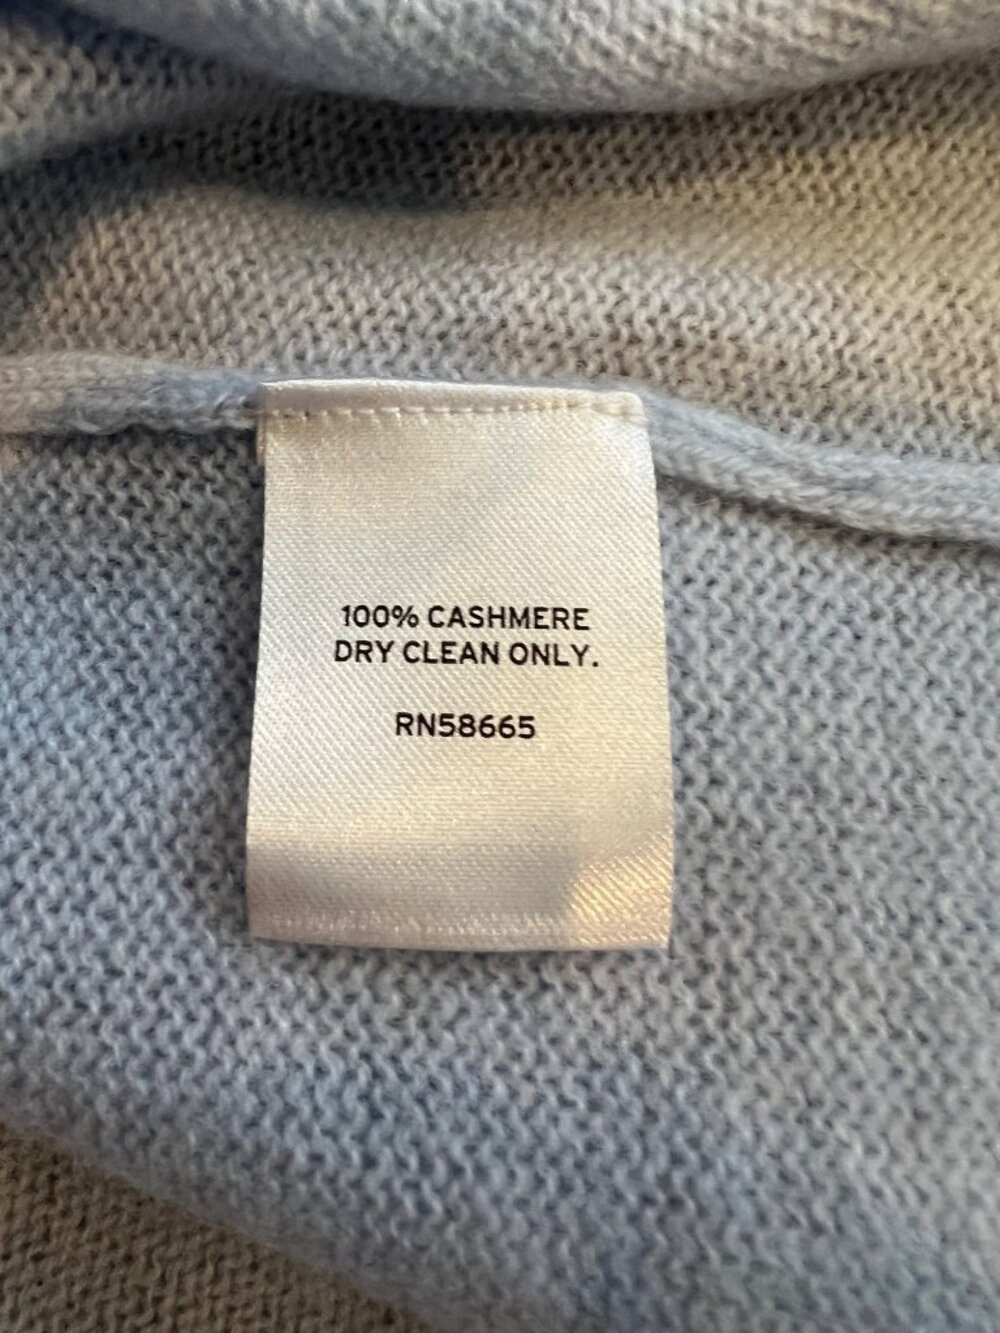 100% CASHMERE
DRY CLEAN ONLY.
RN58665